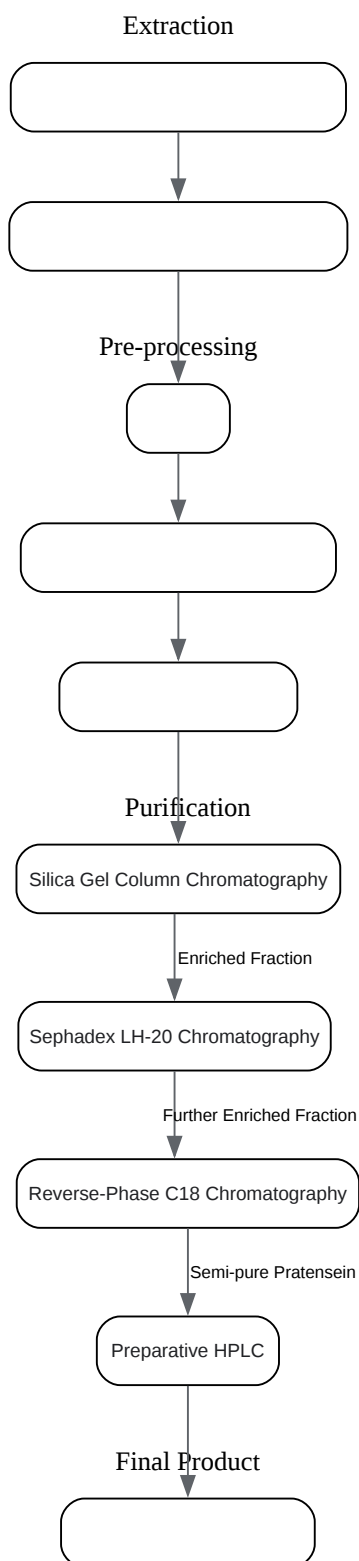 Extraction
Pre-processing
Purification
Silica Gel Column Chromatography
Enriched Fraction
Sephadex LH-20 Chromatography
Further Enriched Fraction
Reverse-Phase C18 Chromatography
Semi-pure Pratensein
Preparative HPLC
Final Product